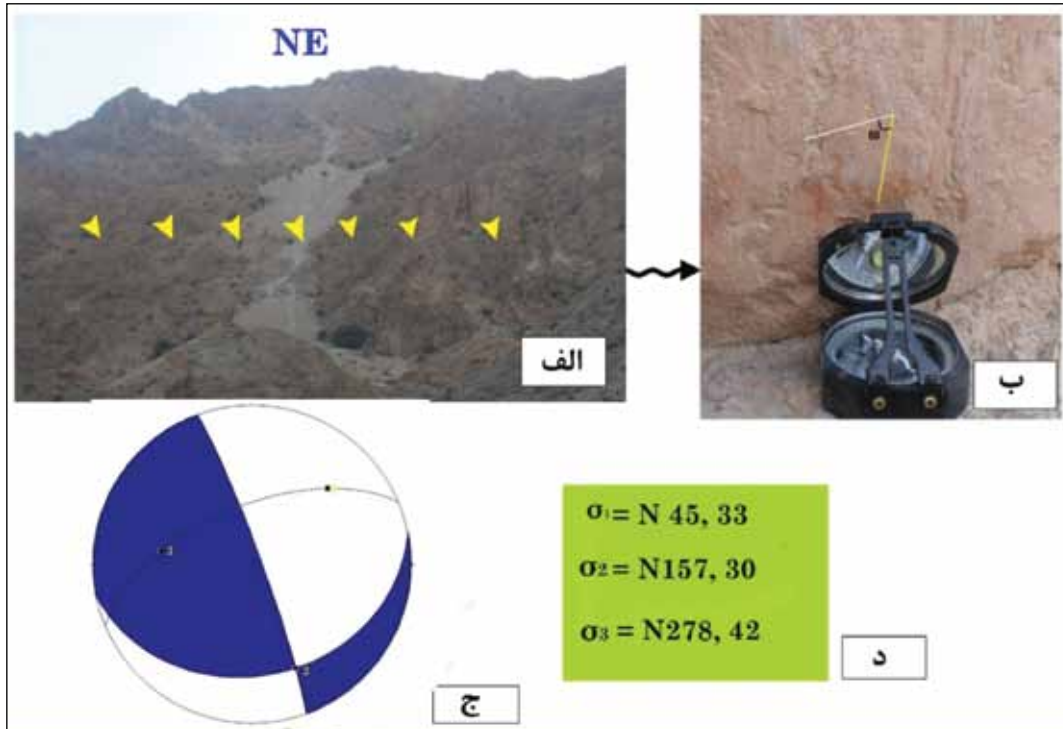 NE
الف
ب
σ₁ = N 45, 33
σ₂ = N157, 30
σ₃ = N278, 42
د
ج